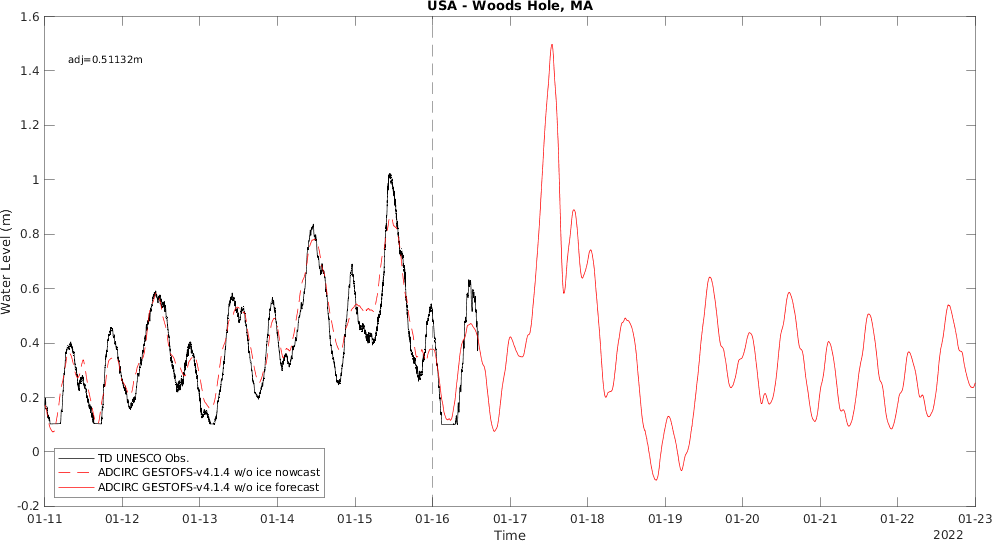 USA - Woods Hole, MA
adj=0.51132m
1.6
1.4
1.2
1
0.8
0.6
0.4
0.2
0
-0.2
Water Level (m)
TD UNESCO Obs.
ADCIRC GESTOFS-v4.1.4 w/o ice nowcast
ADCIRC GESTOFS-v4.1.4 w/o ice forecast
01-11 01-12 01-13 01-14 01-15 01-16 01-17 01-18 01-19 01-20 01-21 01-22 01-23
Time
2022